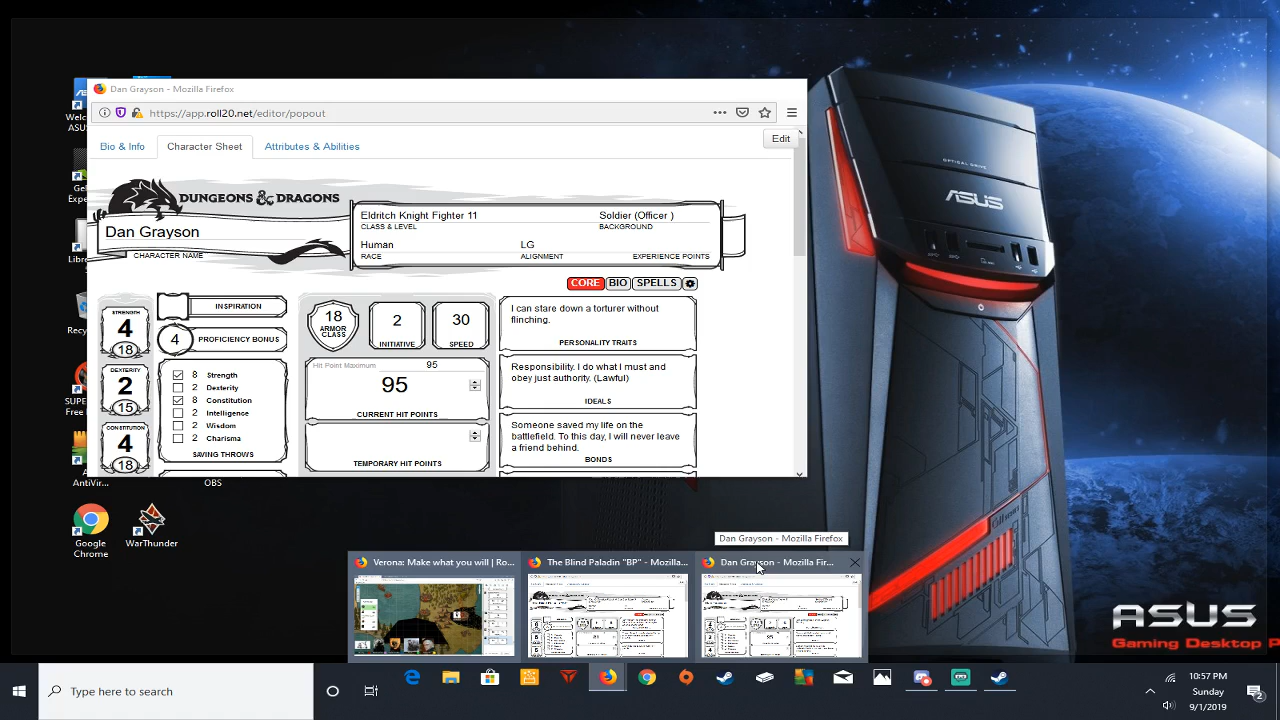 Dan Grayson - Mozilla Firefox
https://app.roll20.net/editor/popout
Edit
Bio & Info
Character Sheet
Attributes & Abilities
DUNGEONS & DRAGONS
Dan Grayson
CHARACTER NAME
Eldritch Knight Fighter 11
CLASS & LEVEL
Soldier (Officer )
BACKGROUND
Human
RACE
LG
ALIGNMENT
EXPERIENCE POINTS
CORE
BIO
SPELLS
STRENGTH
4
18
DEXTERITY
2
15
CONSTITUTION
4
18
INSPIRATION
4
PROFICIENCY BONUS
8 Strength
2 Dexterity
8 Constitution
2 Intelligence
2 Wisdom
2 Charisma
SAVING THROWS
18
ARMOR
CLASS
2
INITIATIVE
30
SPEED
Hit Point Maximum
95
95
CURRENT HIT POINTS
TEMPORARY HIT POINTS
I can stare down a torturer without
flinching.
PERSONALITY TRAITS
Responsibility. I do what I must and
obey just authority. (Lawful)
IDEALS
Someone saved my life on the
battlefield. To this day, I will never leave
a friend behind.
BONDS
AntiVir...
OBS
Google
Chrome
WarThunder
OPTICAL DRIVE
ASUS
ASUS
Gaming Desktop P
Dan Grayson - Mozilla Firefox
Verona: Make what you will | Ro...
The Blind Paladin "BP" - Mozilla...
Dan Grayson - Mozilla Fir...
Type here to search
10:57 PM
Sunday
9/1/2019
2